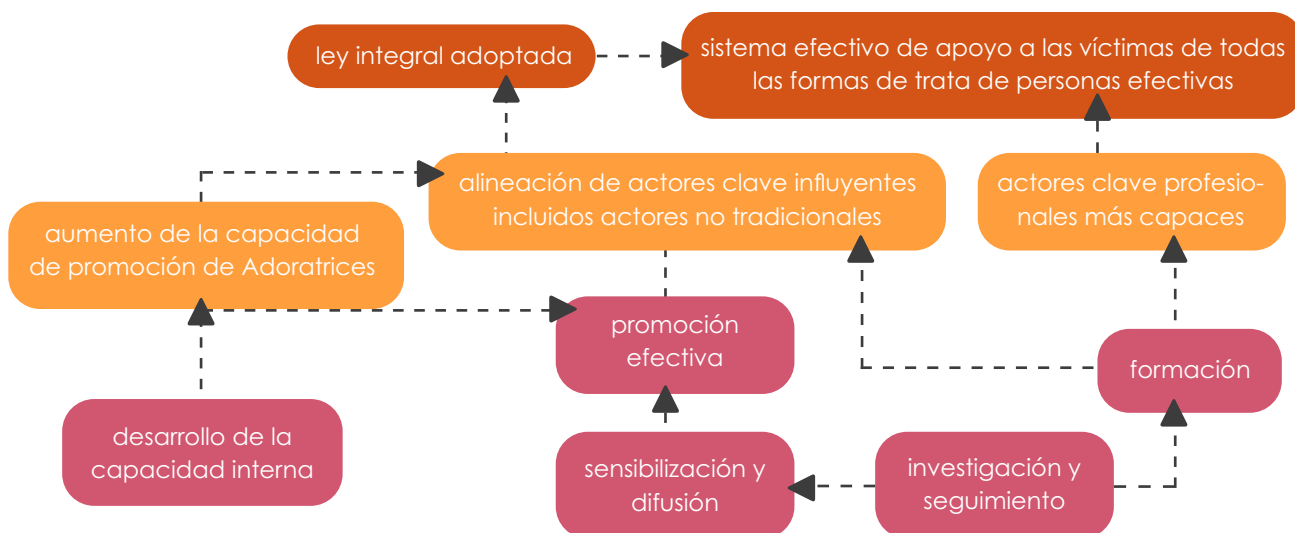 ley integral adoptada
sistema efectivo de apoyo a las víctimas de todas
las formas de trata de personas efectivas
alineación de actores clave influyentes
incluidos actores no tradicionales
actores clave profesio-
nales más capaces
aumento de la capacidad
de promoción de Adoratrices
promoción
efectiva
formación
desarrollo de la
capacidad interna
sensibilización y
difusión
investigación y
seguimiento